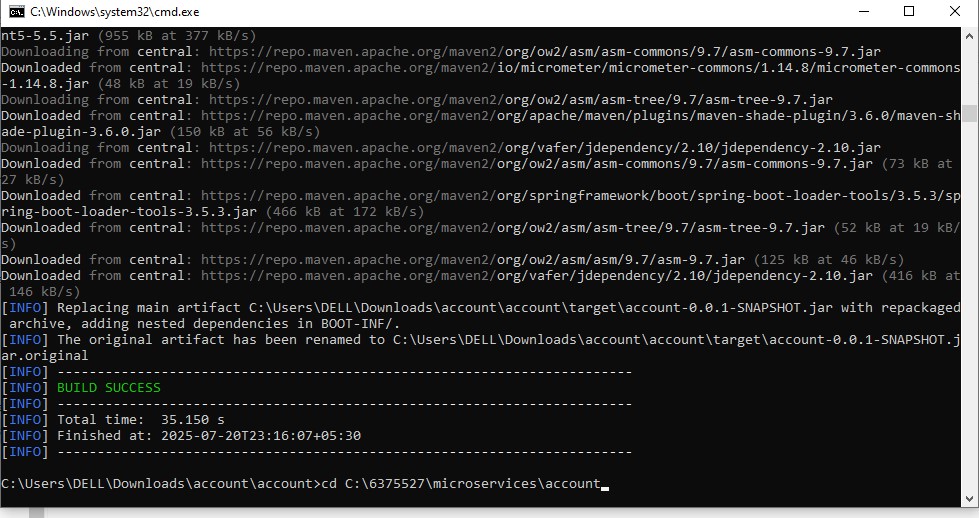 C:\Windows\system32\cmd.exe
nt5-5.5.jar (955 kB at 377 kB/s)
Downloading from central: https://repo.maven.apache.org/maven2/org/ow2/asm/asm-commons/9.7/asm-commons-9.7.jar
Downloaded from central: https://repo.maven.apache.org/maven2/io/micrometer/micrometer-commons/1.14.8/micrometer-commons
-1.14.8.jar (48 kB at 19 kB/s)
Downloading from central: https://repo.maven.apache.org/maven2/org/ow2/asm/asm-tree/9.7/asm-tree-9.7.jar
Downloaded from central: https://repo.maven.apache.org/maven2/org/apache/maven/plugins/maven-shade-plugin/3.6.0/maven-sh
ade-plugin-3.6.0.jar (150 kB at 56 kB/s)
Downloading from central: https://repo.maven.apache.org/maven2/org/vafer/jdependency/2.10/jdependency-2.10.jar
Downloaded from central: https://repo.maven.apache.org/maven2/org/ow2/asm/asm-commons/9.7/asm-commons-9.7.jar (73 kB at
27 kB/s)
Downloaded from central: https://repo.maven.apache.org/maven2/org/springframework/boot/spring-boot-loader-tools/3.5.3/sp
ring-boot-loader-tools-3.5.3.jar (466 kB at 172 kB/s)
Downloaded from central: https://repo.maven.apache.org/maven2/org/ow2/asm/asm-tree/9.7/asm-tree-9.7.jar (52 kB at 19 kB/
s)
Downloaded from central: https://repo.maven.apache.org/maven2/org/ow2/asm/asm/9.7/asm-9.7.jar (125 kB at 46 kB/s)
Downloaded from central: https://repo.maven.apache.org/maven2/org/vafer/jdependency/2.10/jdependency-2.10.jar (416 kB at
 146 kB/s)
[INFO] Replacing main artifact C:\Users\DELL\Downloads\account\account\target\account-0.0.1-SNAPSHOT.jar with repackaged
 archive, adding nested dependencies in BOOT-INF/.
[INFO] The original artifact has been renamed to C:\Users\DELL\Downloads\account\account\target\account-0.0.1-SNAPSHOT.j
ar.original
[INFO] ------------------------------------------------------------------------
[INFO] BUILD SUCCESS
[INFO] ------------------------------------------------------------------------
[INFO] Total time:  35.150 s
[INFO] Finished at: 2025-07-20T23:16:07+05:30
[INFO] ------------------------------------------------------------------------
C:\Users\DELL\Downloads\account\account>cd C:\6375527\microservices\account